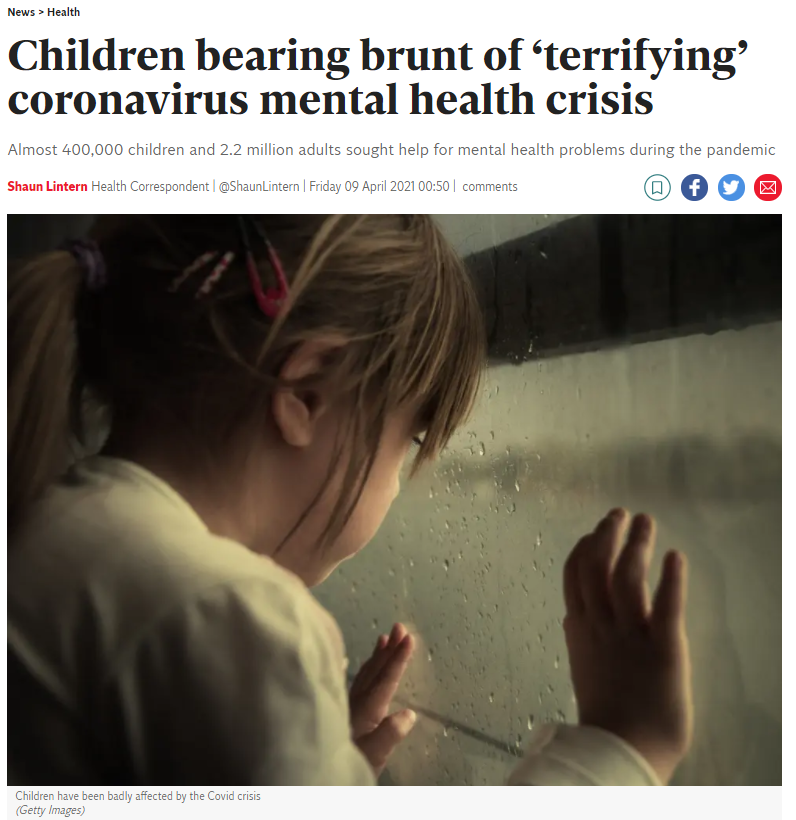 News > Health
Children bearing brunt of ‘terrifying’
coronavirus mental health crisis
Almost 400,000 children and 2.2 million adults sought help for mental health problems during the pandemic
Shaun Lintern Health Correspondent | @ShaunLintern | Friday 09 April 2021 00:50 | comments
Children have been badly affected by the Covid crisis
(Getty Images)